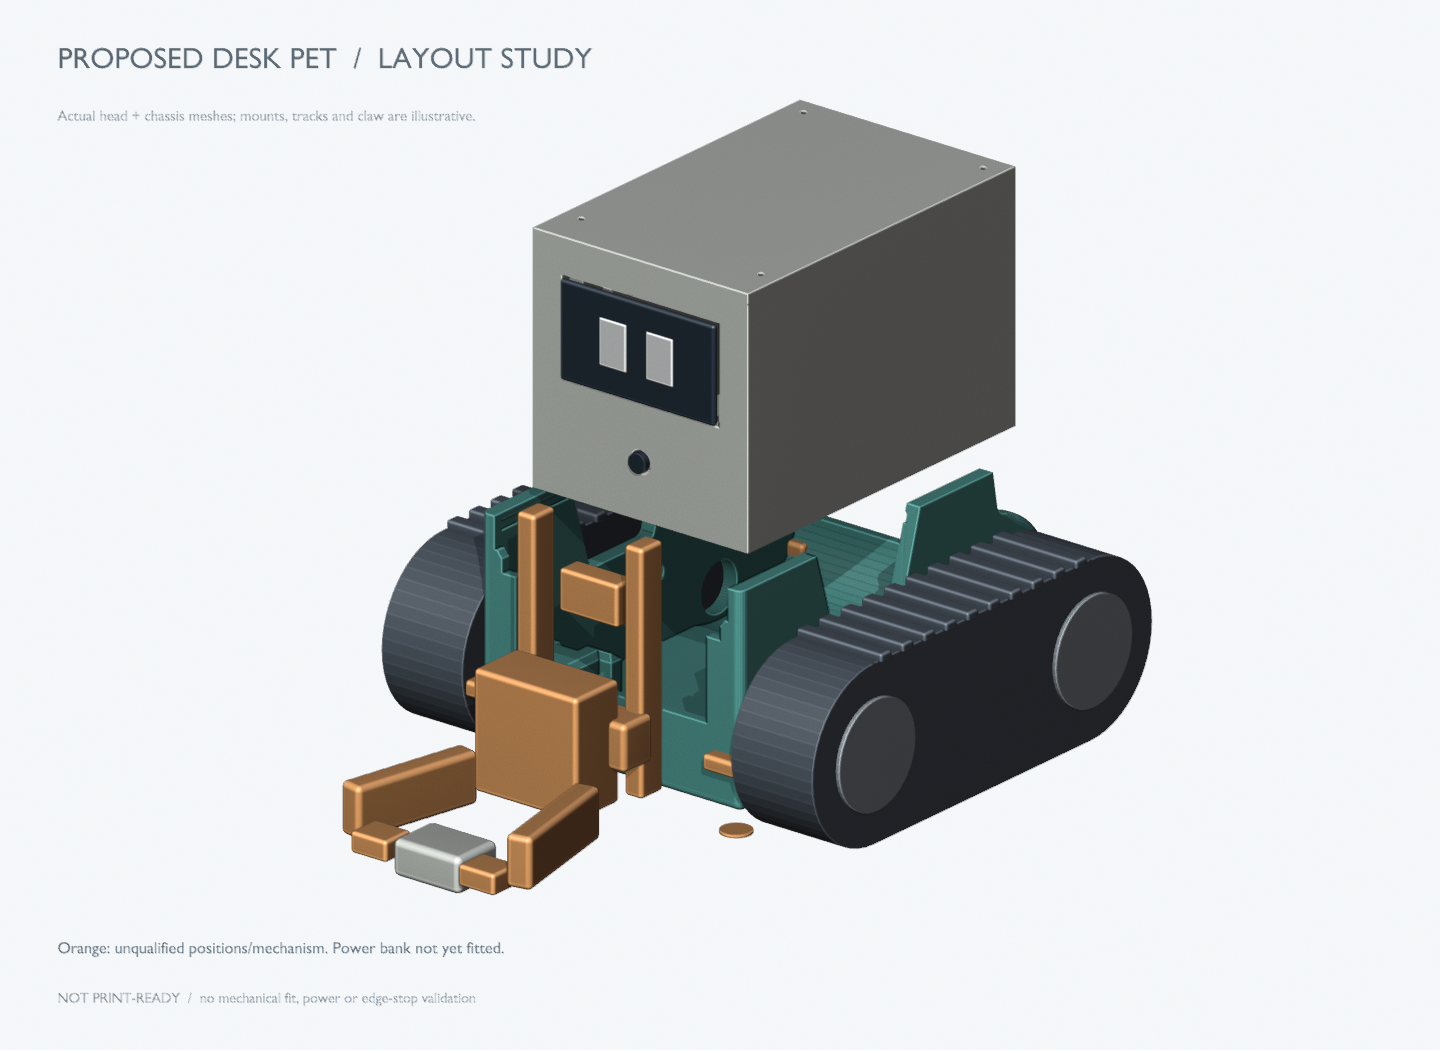 PROPOSED DESK PET / LAYOUT STUDY
Actual head + chassis meshes; mounts, tracks and claw are illustrative.
Orange: unqualified positions/mechanism. Power bank not yet fitted.
NOT PRINT-READY / no mechanical fit, power or edge-stop validation